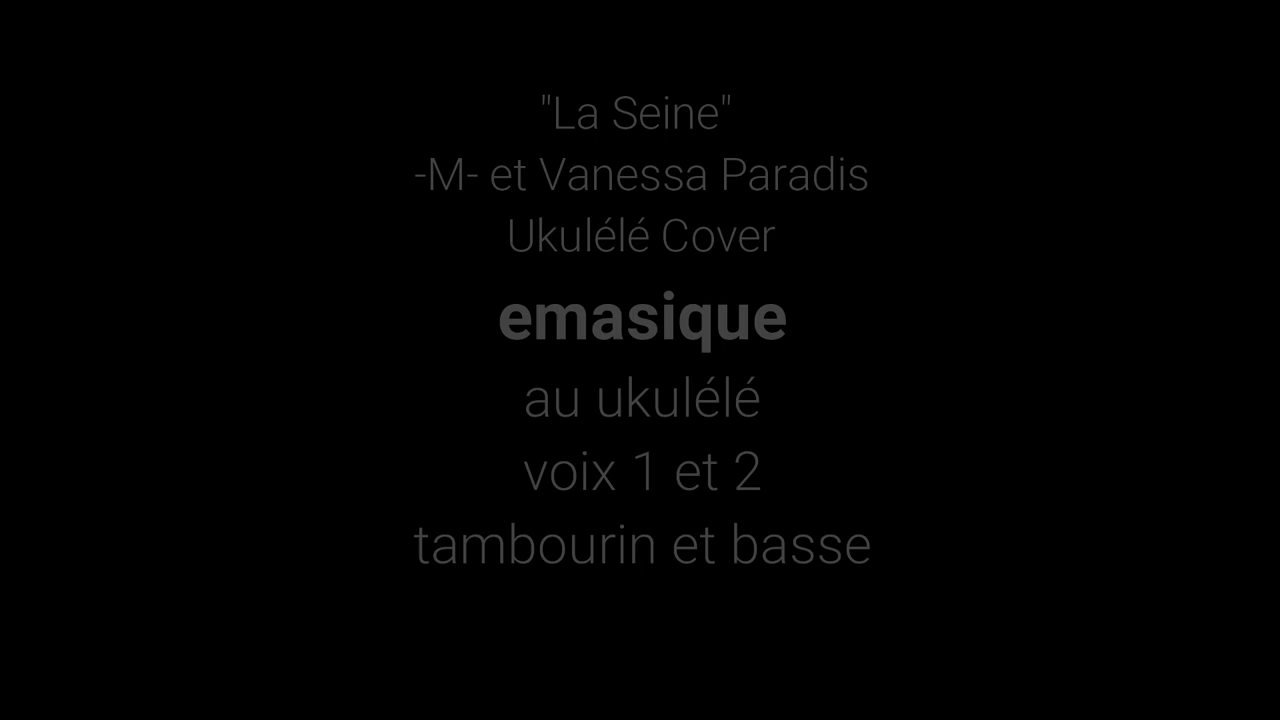 "La Seine"
-M- et Vanessa Paradis
Ukulélé Cover
emasique
au ukulélé
voix 1 et 2
tambourin et basse